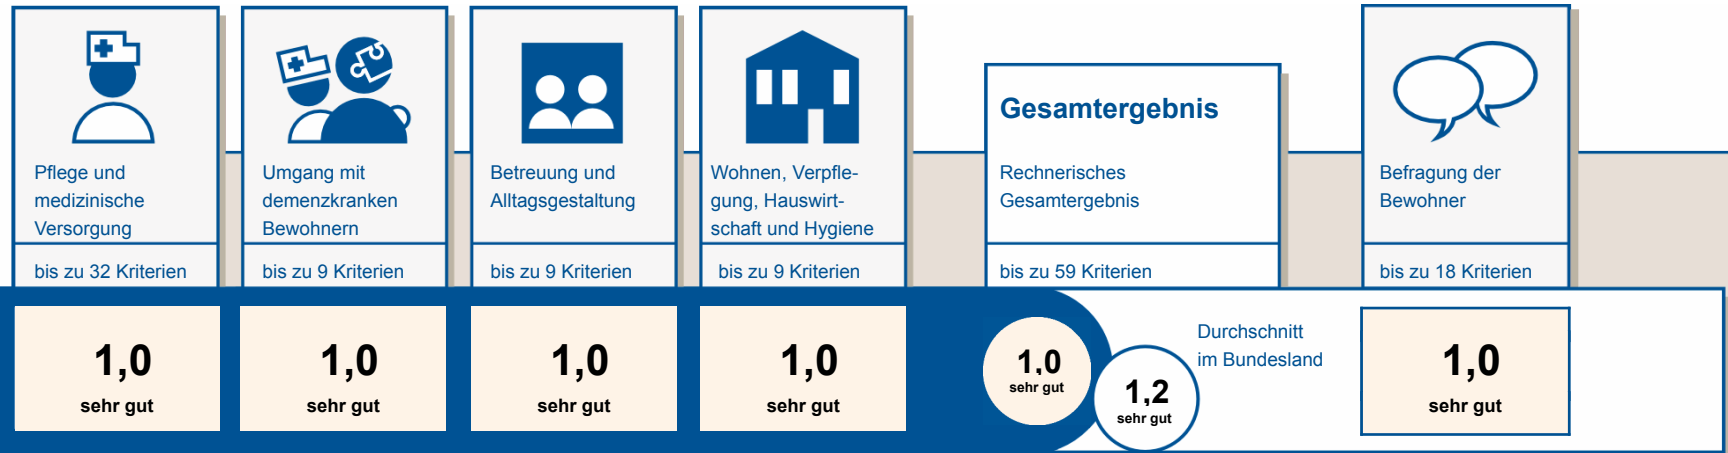 Pflege und
medizinische
Versorgung
bis zu 32 Kriterien
1,0
sehr gut
Umgang mit
demenzkranken
Bewohnern
bis zu 9 Kriterien
1,0
sehr gut
Betreuung und
Alltagsgestaltung
bis zu 9 Kriterien
1,0
sehr gut
Wohnen, Verpfle-
gung, Hauswirt-
schaft und Hygiene
bis zu 9 Kriterien
1,0
sehr gut
Gesamtergebnis
Rechnerisches
Gesamtergebnis
bis zu 59 Kriterien
1,0
sehr gut
1,2
sehr gut
Durchschnitt
im Bundesland
Befragung der
Bewohner
bis zu 18 Kriterien
1,0
sehr gut